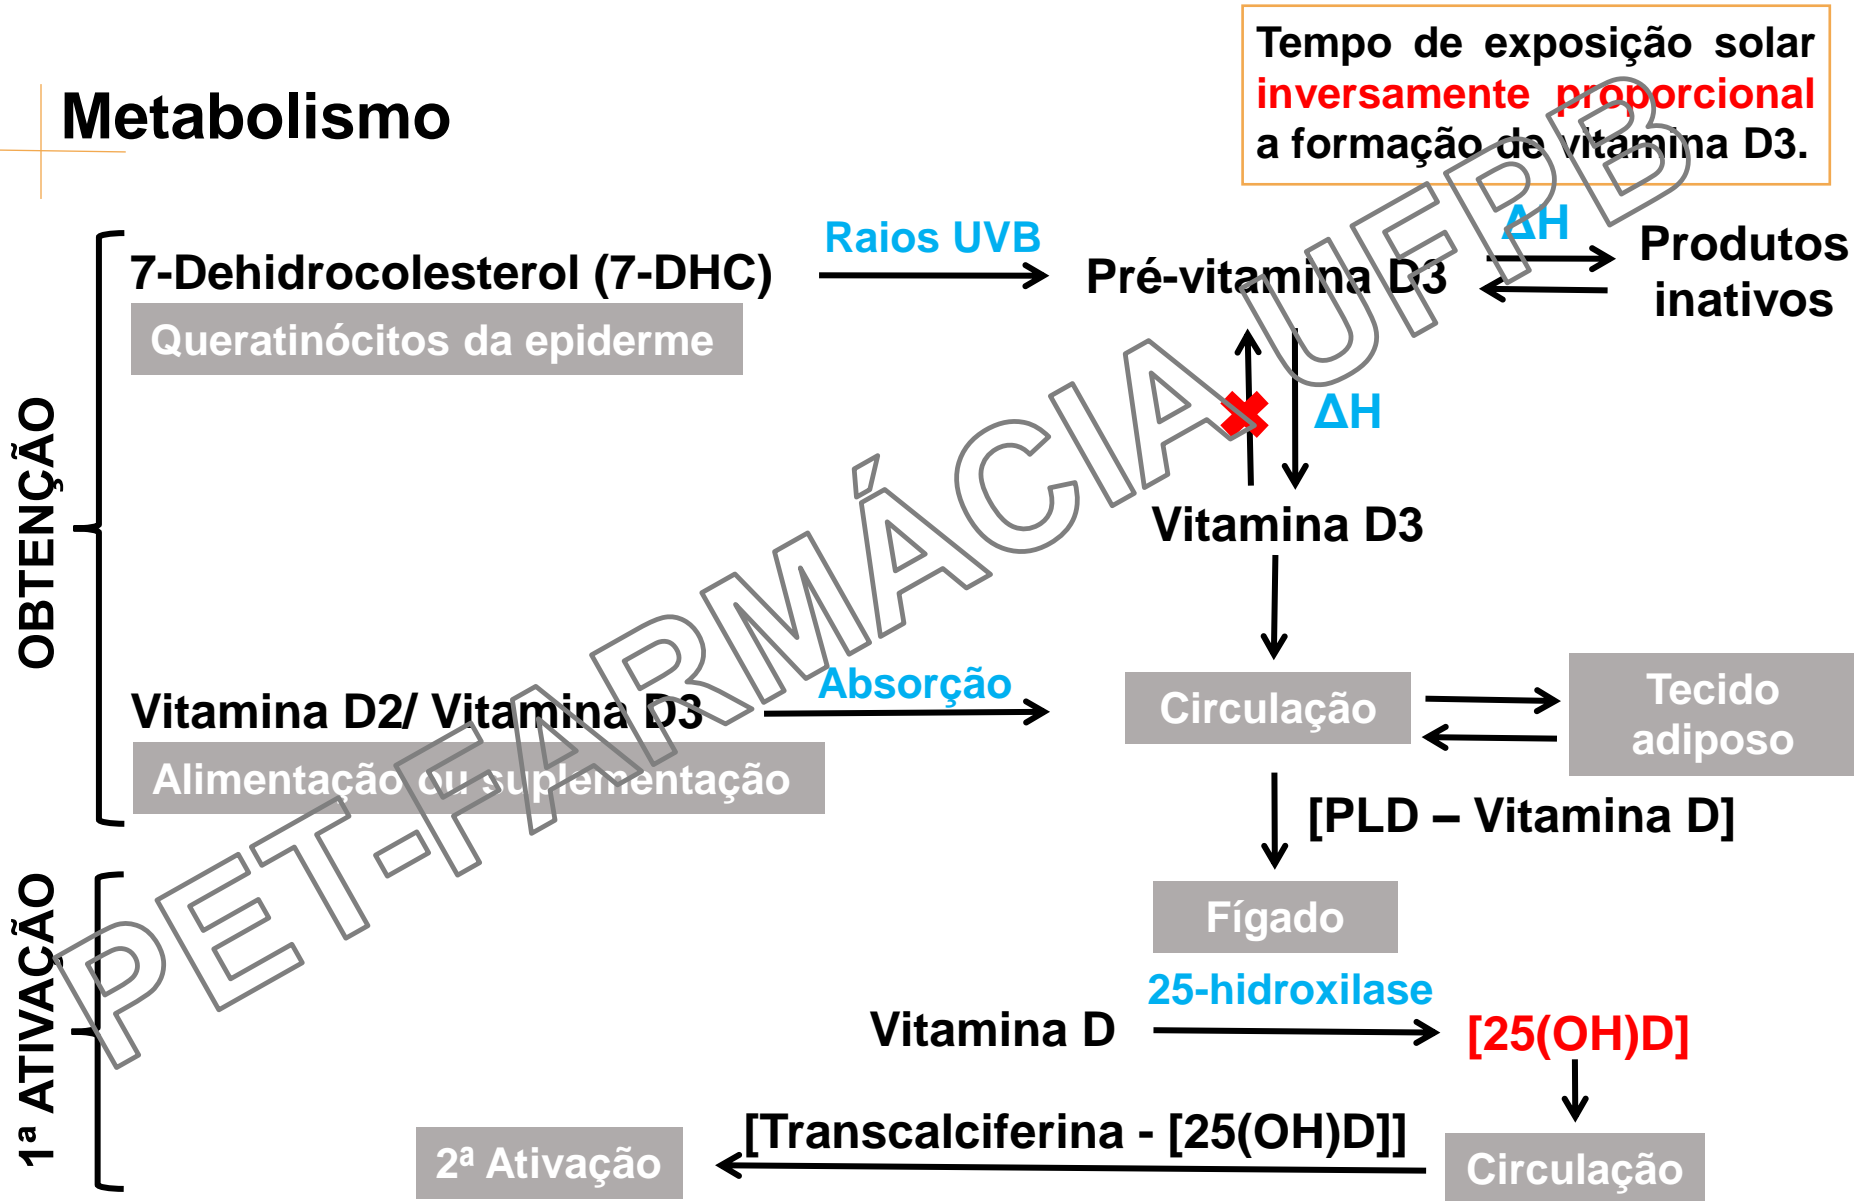 Metabolismo
Tempo de exposição solar
inversamente proporcional
a formação de vitamina D3.
OBTENÇÃO
7-Dehidrocolesterol (7-DHC)
Queratinócitos da epiderme
Raios UVB
Pré-vitamina D3
ΔH
Produtos
inativos
ΔH
Vitamina D3
Vitamina D2/ Vitamina D3
Alimentação ou suplementação
Absorção
Circulação
Tecido
adiposo
[PLD – Vitamina D]
1ª ATIVAÇÃO
Fígado
Vitamina D
25-hidroxilase
[25(OH)D]
Circulação
[Transcalciferina - [25(OH)D]]
2ª Ativação
PET-FARMÁCIA UFPB